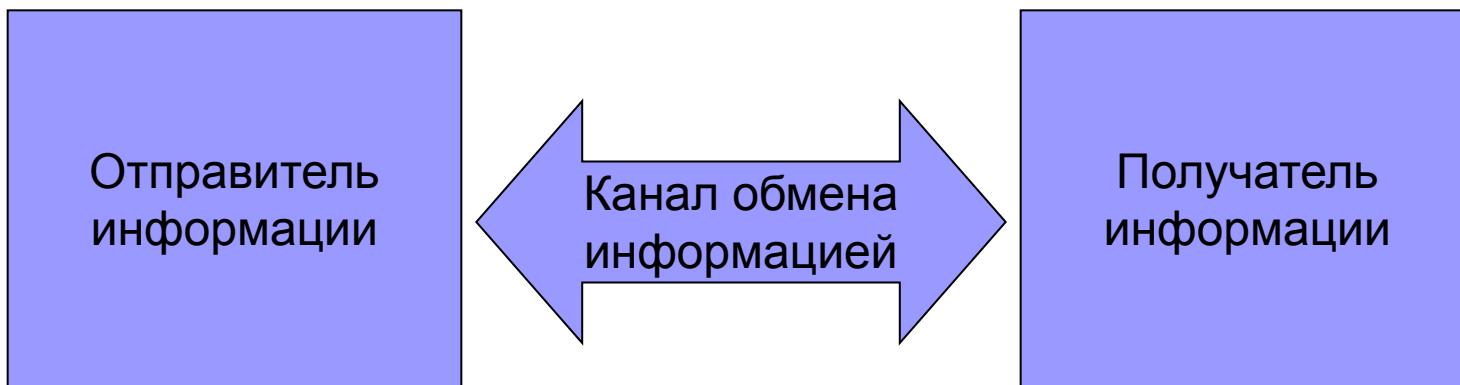 Отправитель
информации
Канал обмена
информацией
Получатель
информации